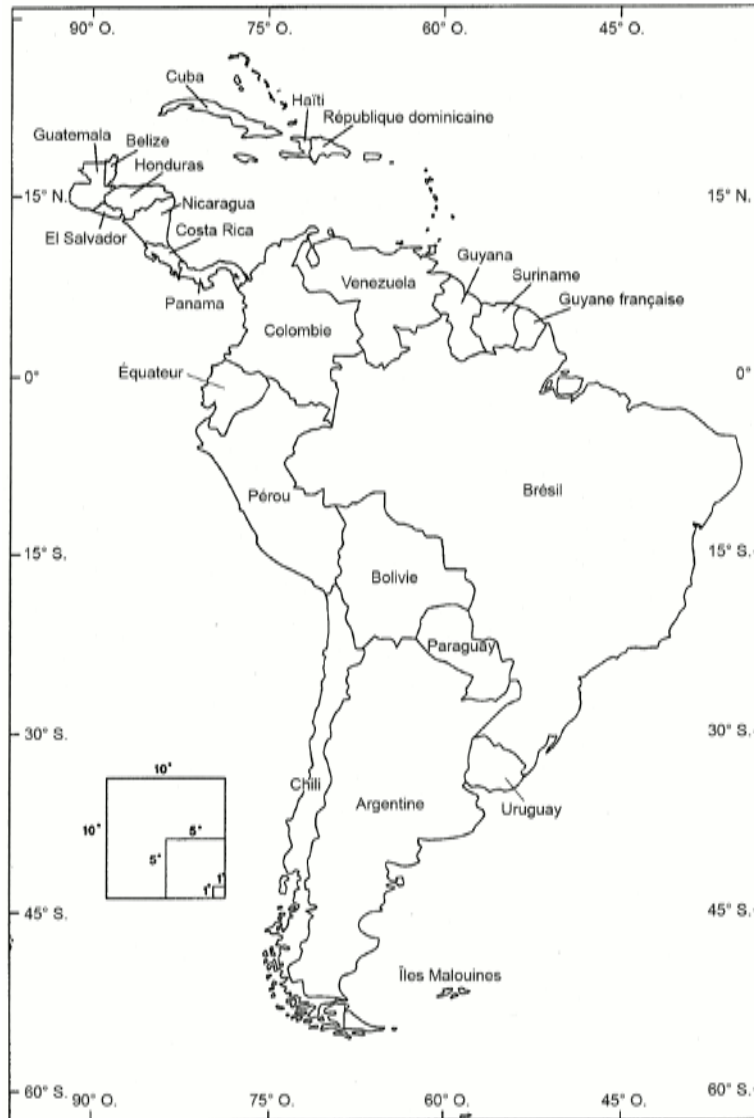 90° O.
75° O.
60° O.
45° O.
Cuba
Haïti
République dominicaine
Guatemala
Belize
Honduras
15° N.
15° N.
Nicaragua
El Salvador
Costa Rica
Guyana
Suriname
Panama
Venezuela
Guyane française
Colombie
Équateur
0°
0°
Pérou
Brésil
15° S.
15° S.
Bolivie
Paraguay
30° S.
30° S.
10°
Chili
Argentine
Uruguay
10°
5°
5°
1°
1°
45° S.
45° S.
Îles Malouines
60° S.
60° S.
90° O.
75° O.
60° O.
45° O.